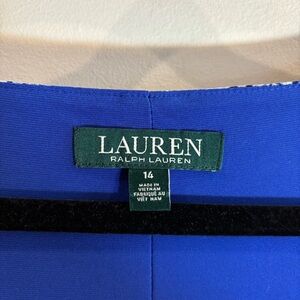 LAUREN
RALPH LAUREN
14
MADE IN
VIETNAM
FABRIQUÉ AU
VIET NAM